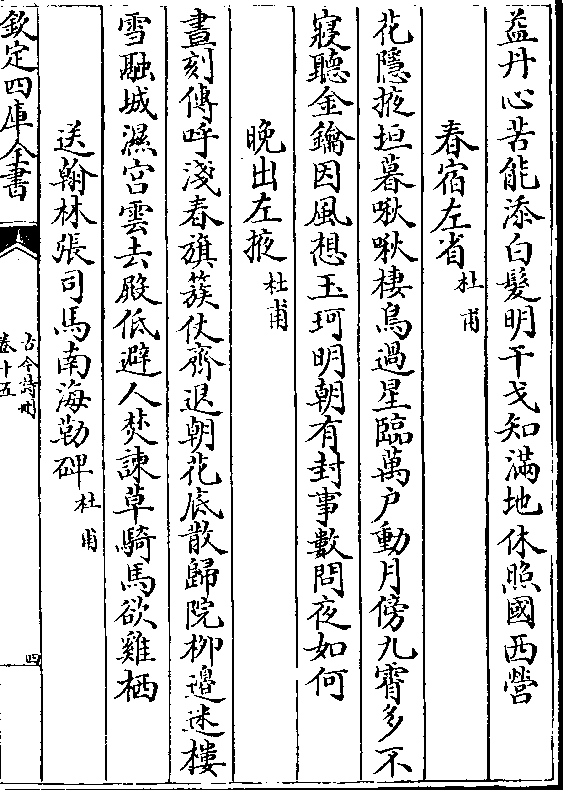 益丹心苦能添白髮明干戈知滿地休照國西營
春宿左省杜甫
花隱掖垣暮啾啾棲鳥過星臨萬户動月傍九霄多不
寢聽金鑰因風想玉珂明朝有封事數問夜如何
晚出左掖杜甫
晝刻傳呼淺春旗簇仗齊退朝花底散歸院柳邉迷樓
雪融城濕宫雲去殿低避人焚諫草騎馬欲雞栖
送翰林張司馬南海勒碑杜甫
欽定四庫全書
古今詩刪
卷十五
四